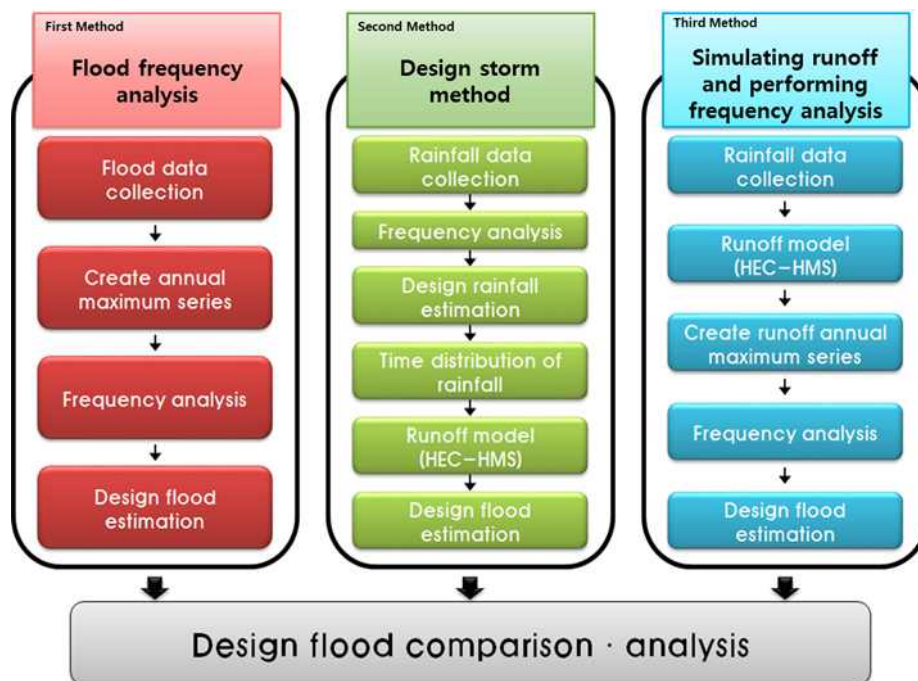 First Method
Flood frequency
analysis
Flood data
collection
Create annual
maximum series
Frequency analysis
Design flood
estimation
Second Method
Design storm
method
Rainfall data
collection
Frequency analysis
Design rainfall
estimation
Time distribution of
rainfall
Runoff model
(HEC-HMS)
Design flood
estimation
Third Method
Simulating runoff
and performing
frequency analysis
Rainfall data
collection
Runoff model
(HEC-HMS)
Create runoff annual
maximum series
Frequency analysis
Design flood
estimation
Design flood comparison · analysis